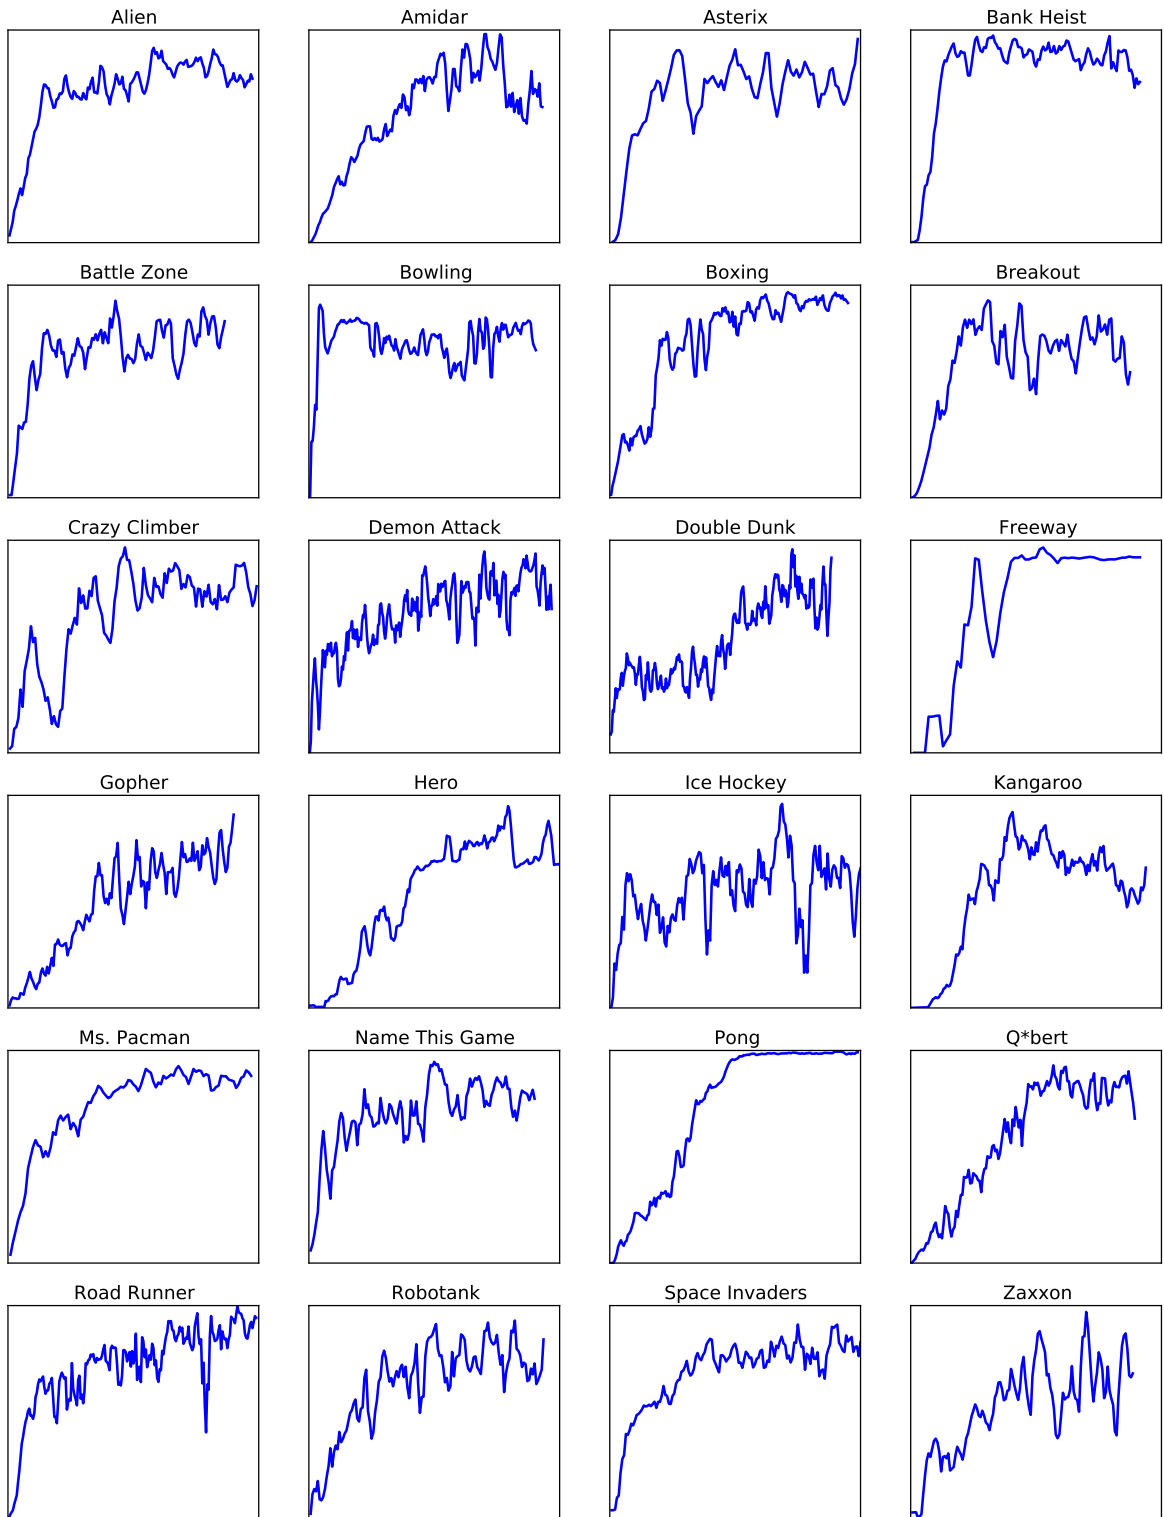 Alien
Amidar
Asterix
Bank Heist
Battle Zone
Bowling
Boxing
Breakout
Crazy Climber
Demon Attack
Double Dunk
Freeway
Gopher
Hero
Ice Hockey
Kangaroo
Ms. Pacman
Name This Game
Pong
Q*bert
Road Runner
Robotank
Space Invaders
Zaxxon